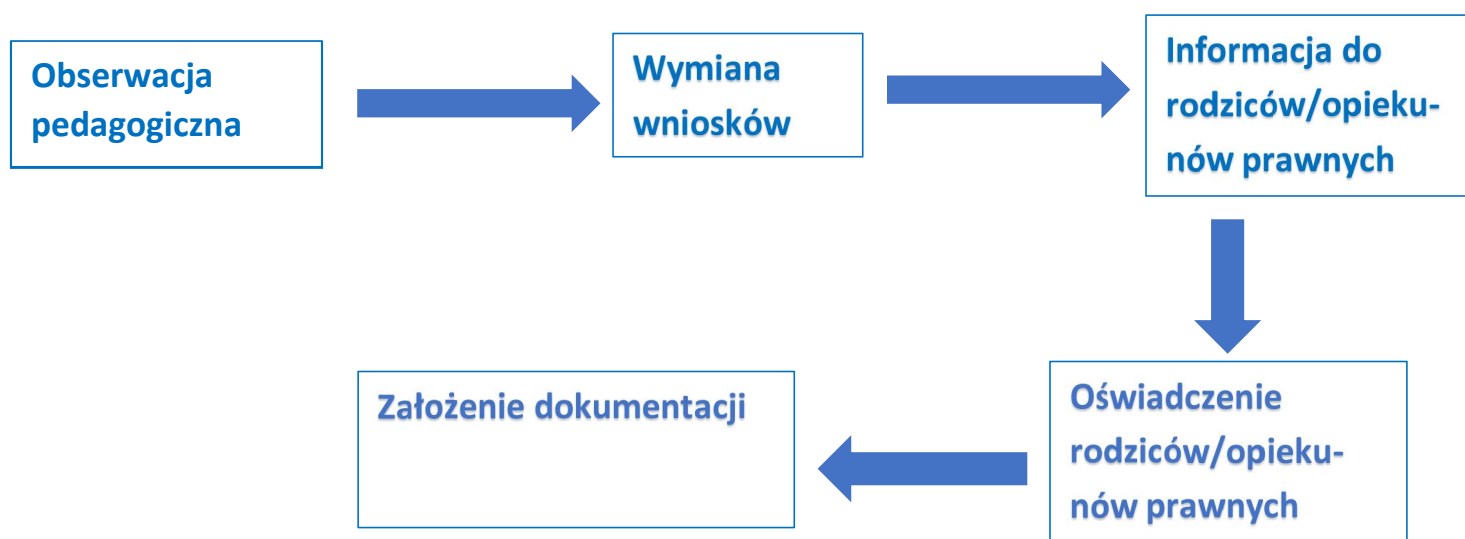 Obserwacja
pedagogiczna
Wymiana
wniosków
Informacja do
rodziców/opieku-
nów prawnych
Oświadczenie
rodziców/opieku-
nów prawnych
Założenie dokumentacji